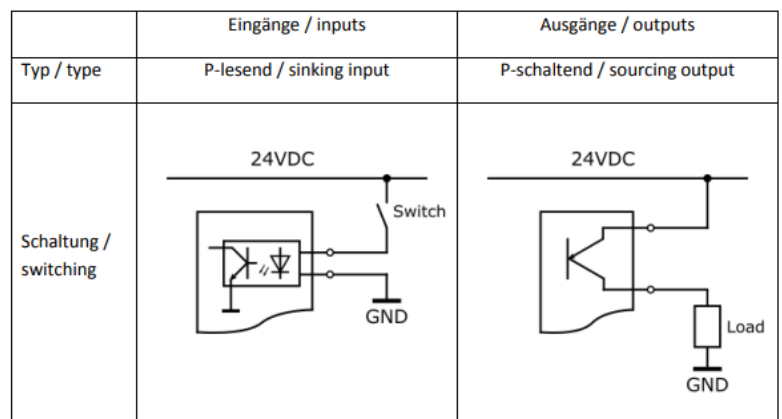 Eingänge / inputs
Ausgänge / outputs
Typ / type
P-lesend / sinking input
P-schaltend / sourcing output
Schaltung /
switching
24VDC
Switch
GND
24VDC
Load
GND